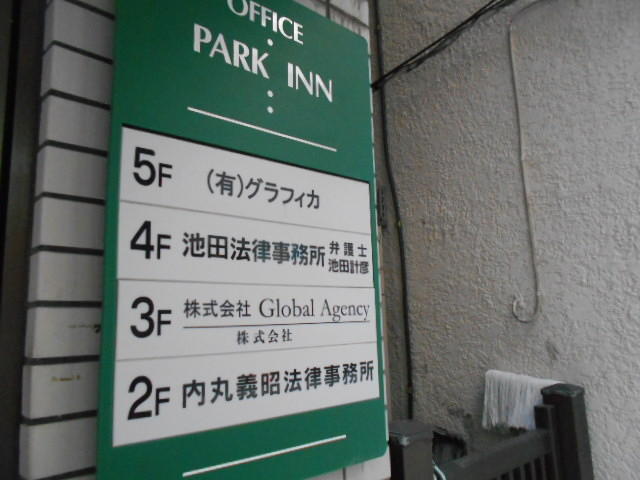 OFFICE
PARK INN
5F (有)グラフィカ
4F 池田法律事務所 弁護士
池田計彦
3F 株式会社 Global Agency
株式会社
2F 内丸義昭法律事務所